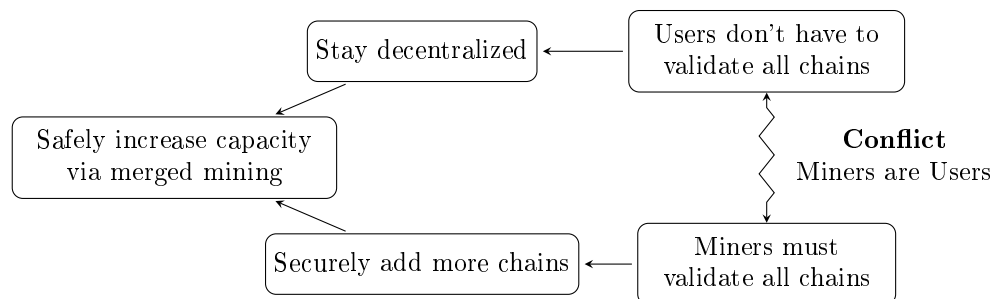 Stay decentralized
Users don't have to
validate all chains
Safely increase capacity
via merged mining
Conflict
Miners are Users
Securely add more chains
Miners must
validate all chains